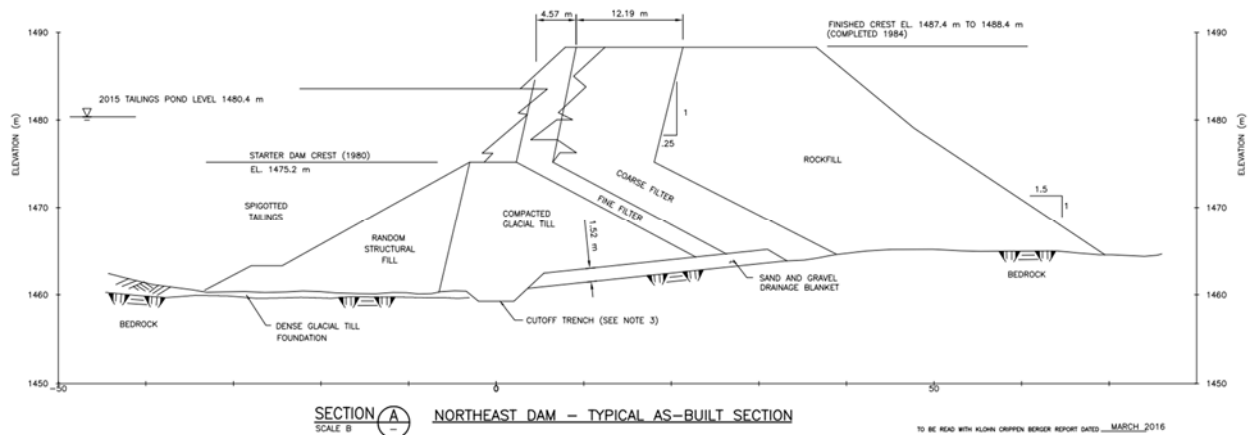 4.57 m
12.19 m
FINISHED CREST EL. 1487.4 m TO 1488.4 m
(COMPLETED 1984)
1490
1490
2015 TAILINGS POND LEVEL 1480.4 m
1480
1480
1
.25
ELEVATION (m)
ELEVATION (m)
STARTER DAM CREST (1980)
EL. 1475.2 m
ROCKFILL
COARSE FILTER
SPIGOTTED
TAILINGS
1470
1470
COMPACTED
GLACIAL TILL
FINE FILTER
1.5
1
RANDOM
STRUCTURAL
FILL
1.52 m
SAND AND GRAVEL
DRAINAGE BLANKET
BEDROCK
1460
1460
BEDROCK
DENSE GLACIAL TILL
FOUNDATION
CUTOFF TRENCH (SEE NOTE 3)
1450
1450
-50
0
50
SECTION A
SCALE B
-
NORTHEAST DAM - TYPICAL AS-BUILT SECTION
TO BE READ WITH KLOHN CRIPPEN BERGER REPORT DATED MARCH 2016